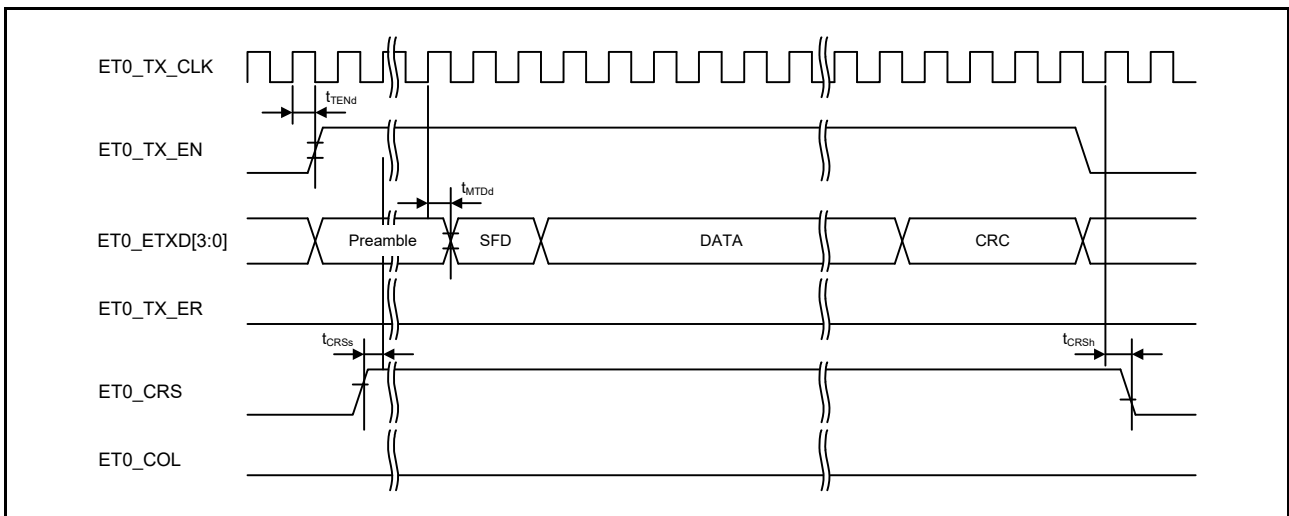 ET0_TX_CLK
tTENd
ET0_TX_EN
tMTDd
ET0_ETXD[3:0]
Preamble
SFD
DATA
CRC
ET0_TX_ER
tCRSs
tCRSh
ET0_CRS
ET0_COL